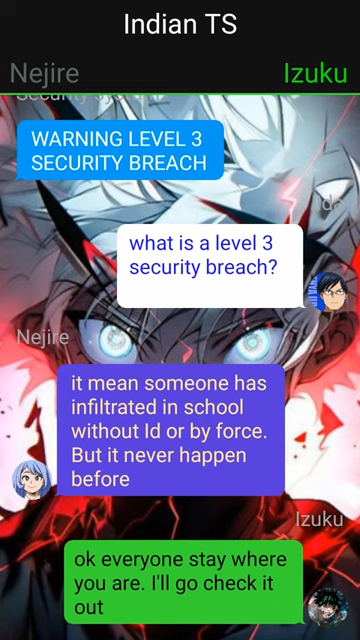 Indian TS
Nejire
Izuku
WARNING LEVEL 3
SECURITY BREACH
what is a level 3
security breach?
Nejire
it mean someone has
infiltrated in school
without Id or by force.
But it never happen
before
Izuku
ok everyone stay where
you are. I'll go check it
out